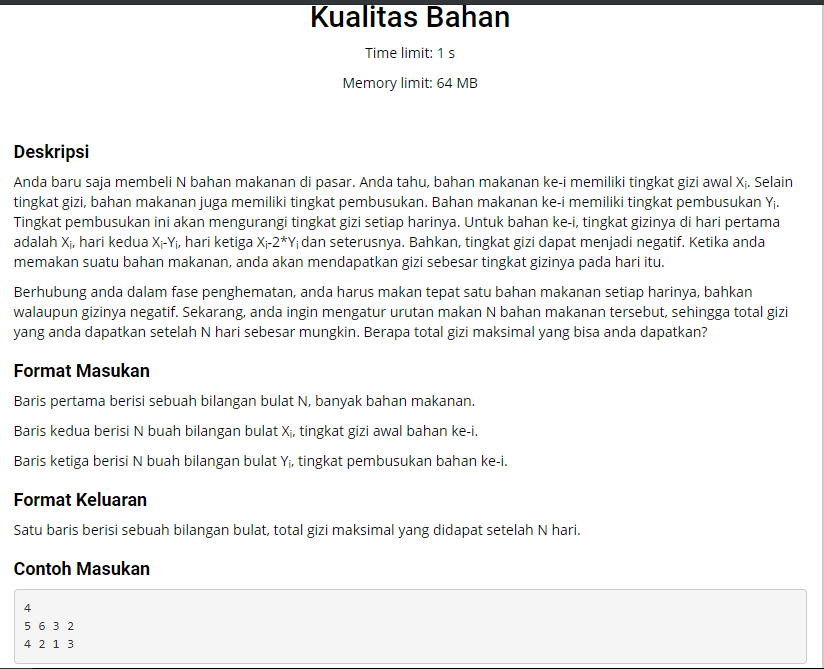 Kualitas Bahan
Time limit: 1 s
Memory limit: 64 MB
Deskripsi
Anda baru saja membeli N bahan makanan di pasar. Anda tahu, bahan makanan ke-i memiliki tingkat gizi awal Xi. Selain
tingkat gizi, bahan makanan juga memiliki tingkat pembusukan. Bahan makanan ke-i memiliki tingkat pembusukan Yi.
Tingkat pembusukan ini akan mengurangi tingkat gizi setiap harinya. Untuk bahan ke-i, tingkat gizinya di hari pertama
adalah Xi, hari kedua Xi-Yi, hari ketiga Xi-2*Yi dan seterusnya. Bahkan, tingkat gizi dapat menjadi negatif. Ketika anda
memakan suatu bahan makanan, anda akan mendapatkan gizi sebesar tingkat gizinya pada hari itu.
Berhubung anda dalam fase penghematan, anda harus makan tepat satu bahan makanan setiap harinya, bahkan
walaupun gizinya negatif. Sekarang, anda ingin mengatur urutan makan N bahan makanan tersebut, sehingga total gizi
yang anda dapatkan setelah N hari sebesar mungkin. Berapa total gizi maksimal yang bisa anda dapatkan?
Format Masukan
Baris pertama berisi sebuah bilangan bulat N, banyak bahan makanan.
Baris kedua berisi N buah bilangan bulat Xi, tingkat gizi awal bahan ke-i.
Baris ketiga berisi N buah bilangan bulat Yi, tingkat pembusukan bahan ke-i.
Format Keluaran
Satu baris berisi sebuah bilangan bulat, total gizi maksimal yang didapat setelah N hari.
Contoh Masukan
4
5 6 3 2
4 2 1 3